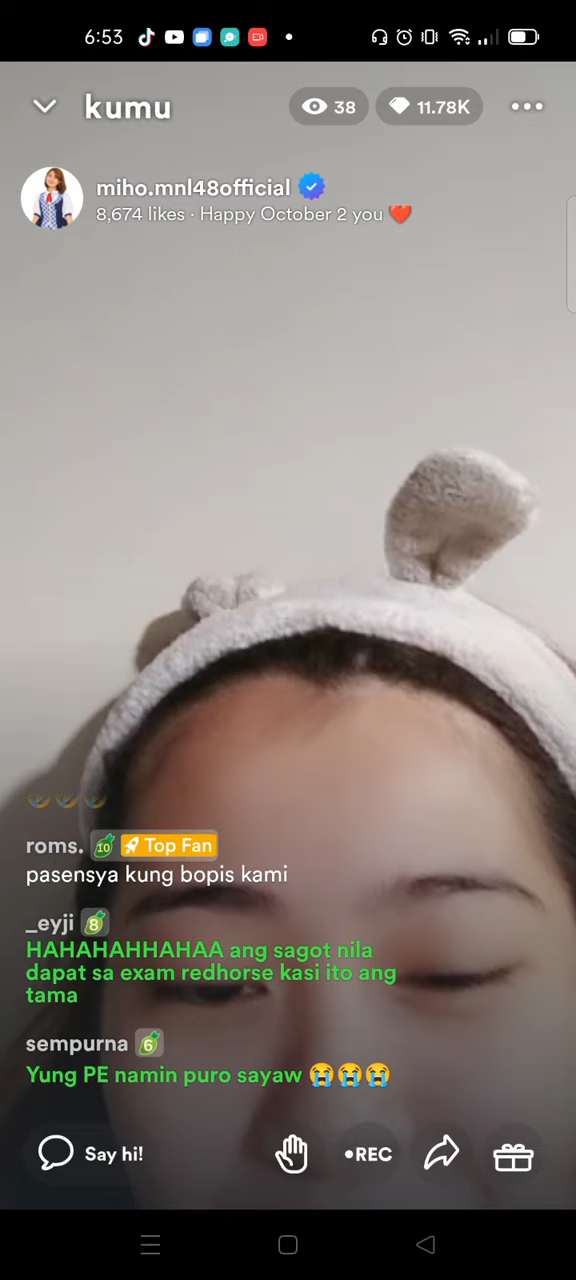 6:53
kumu
38
11.78K
miho.mnl48official
8,674 likes · Happy October 2 you ❤️
🤣🤣🤣
roms. 10 Top Fan
pasensya kung bopis kami
_eyji 8
HAHAHAHHAHAA ang sagot nila
dapat sa exam redhorse kasi ito ang
tama
sempurna 6
Yung PE namin puro sayaw 😭😭😭
Say hi!
•REC